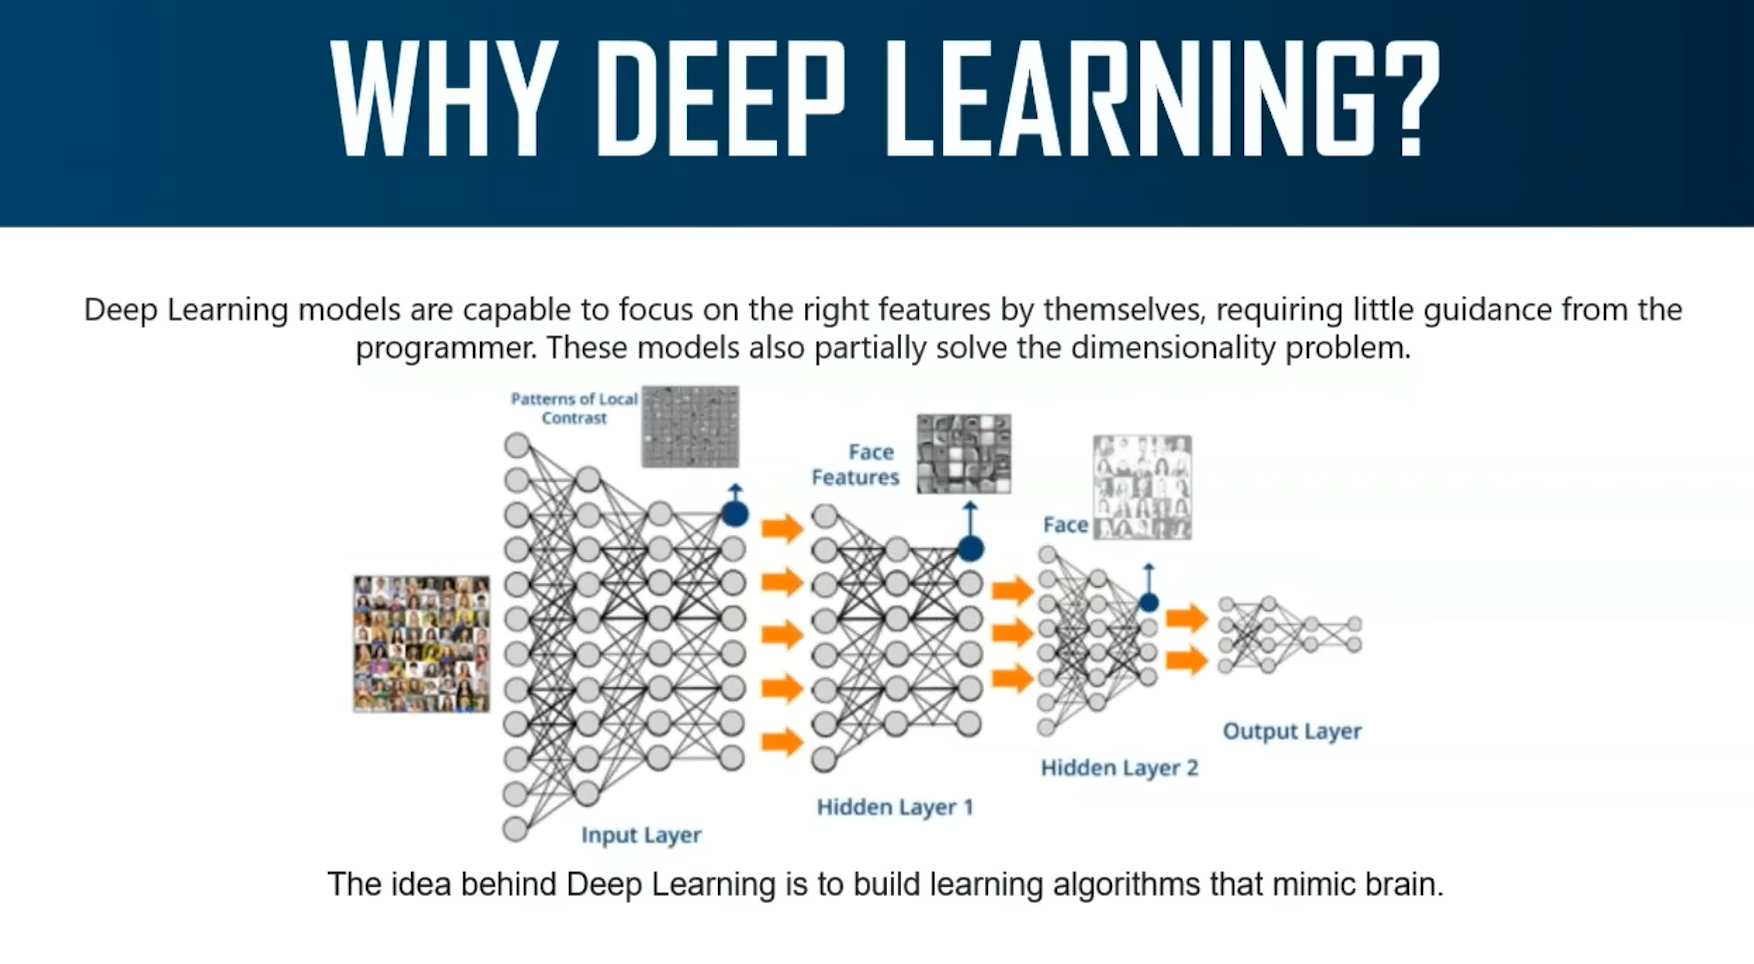 WHY DEEP LEARNING?
Deep Learning models are capable to focus on the right features by themselves, requiring little guidance from the
programmer. These models also partially solve the dimensionality problem.
Patterns of Local
Contrast
Face
Features
Face
Input Layer
Hidden Layer 1
Hidden Layer 2
Output Layer
The idea behind Deep Learning is to build learning algorithms that mimic brain.